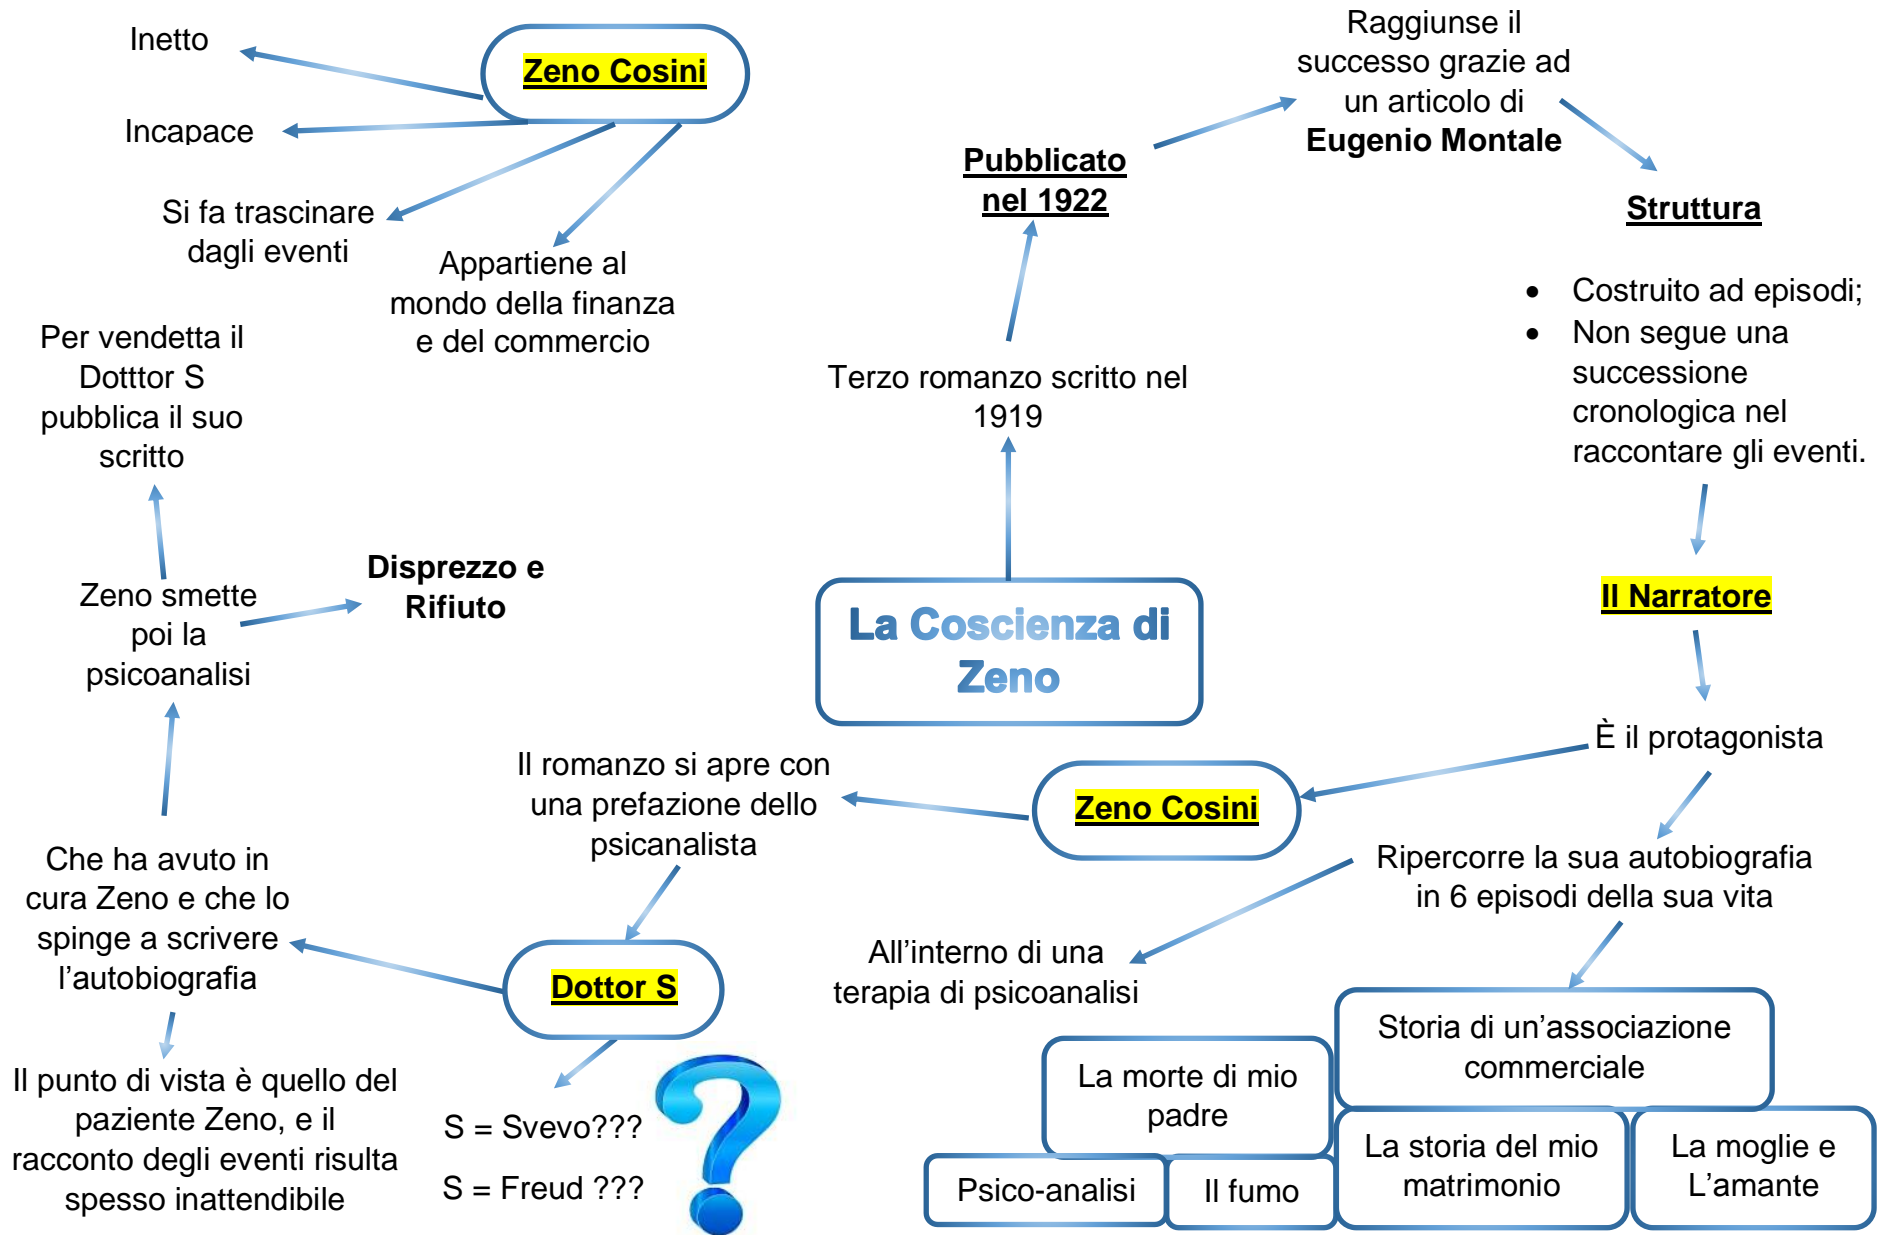 Inetto
Zeno Cosini
Incapace
Si fa trascinare
dagli eventi
Appartiene al
mondo della finanza
e del commercio
Per vendetta il
Dotttor S
pubblica il suo
scritto
Zeno smette
poi la
psicoanalisi
Disprezzo e
Rifiuto
Che ha avuto in
cura Zeno e che lo
spinge a scrivere
l’autobiografia
Il punto di vista è quello del
paziente Zeno, e il
racconto degli eventi risulta
spesso inattendibile
Raggiunse il
successo grazie ad
un articolo di
Eugenio Montale
Pubblicato
nel 1922
Terzo romanzo scritto nel
1919
La Coscienza di
Zeno
Struttura
• Costruito ad episodi;
• Non segue una
successione
cronologica nel
raccontare gli eventi.
Il Narratore
È il protagonista
Zeno Cosini
Il romanzo si apre con
una prefazione dello
psicanalista
Dottor S
S = Svevo???
S = Freud ???
Ripercorre la sua autobiografia
in 6 episodi della sua vita
All’interno di una
terapia di psicoanalisi
Storia di un’associazione
commerciale
La morte di mio
padre
La storia del mio
matrimonio
La moglie e
L’amante
Psico-analisi
Il fumo